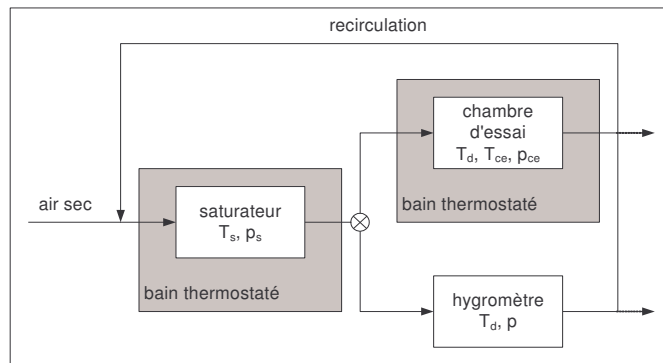 recirculation
air sec
saturateur
Ts, ps
bain thermostaté
chambre
d'essai
Td, Tce, pce
bain thermostaté
hygromètre
Td, p